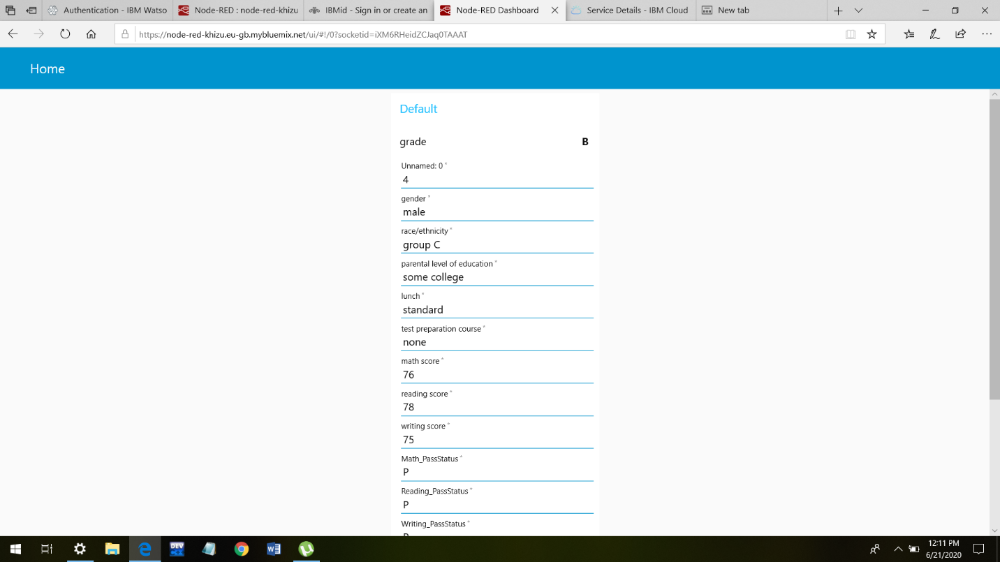 Authentication - IBM Watso
Node-RED : node-red-khizu
IBMid - Sign in or create an
Node-RED Dashboard
Service Details - IBM Cloud
New tab
https://node-red-khizu.eu-gb.mybluemix.net/ui/#!/0?socketid=iXM6RHeidZCJaq0TAAAT
Home
Default
grade B
Unnamed: 0 *
4
gender *
male
race/ethnicity *
group C
parental level of education *
some college
lunch *
standard
test preparation course *
none
math score *
76
reading score *
78
writing score *
75
Math_PassStatus *
P
Reading_PassStatus *
P
Writing_PassStatus *
DEV
12:11 PM
6/21/2020